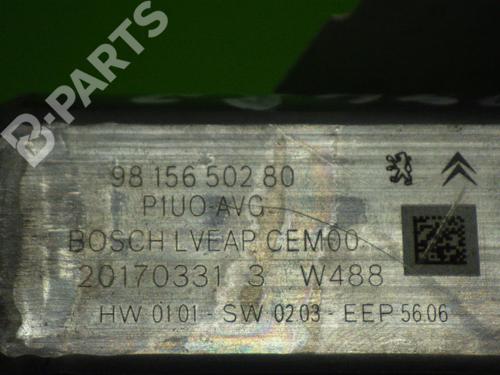 B-PARTS
98 156 502 80
P1UO-AVG
BOSCH LVEAP CEM00
20170331 3 W488
HW 01 01 - SW 02 03 - EEP 56.06